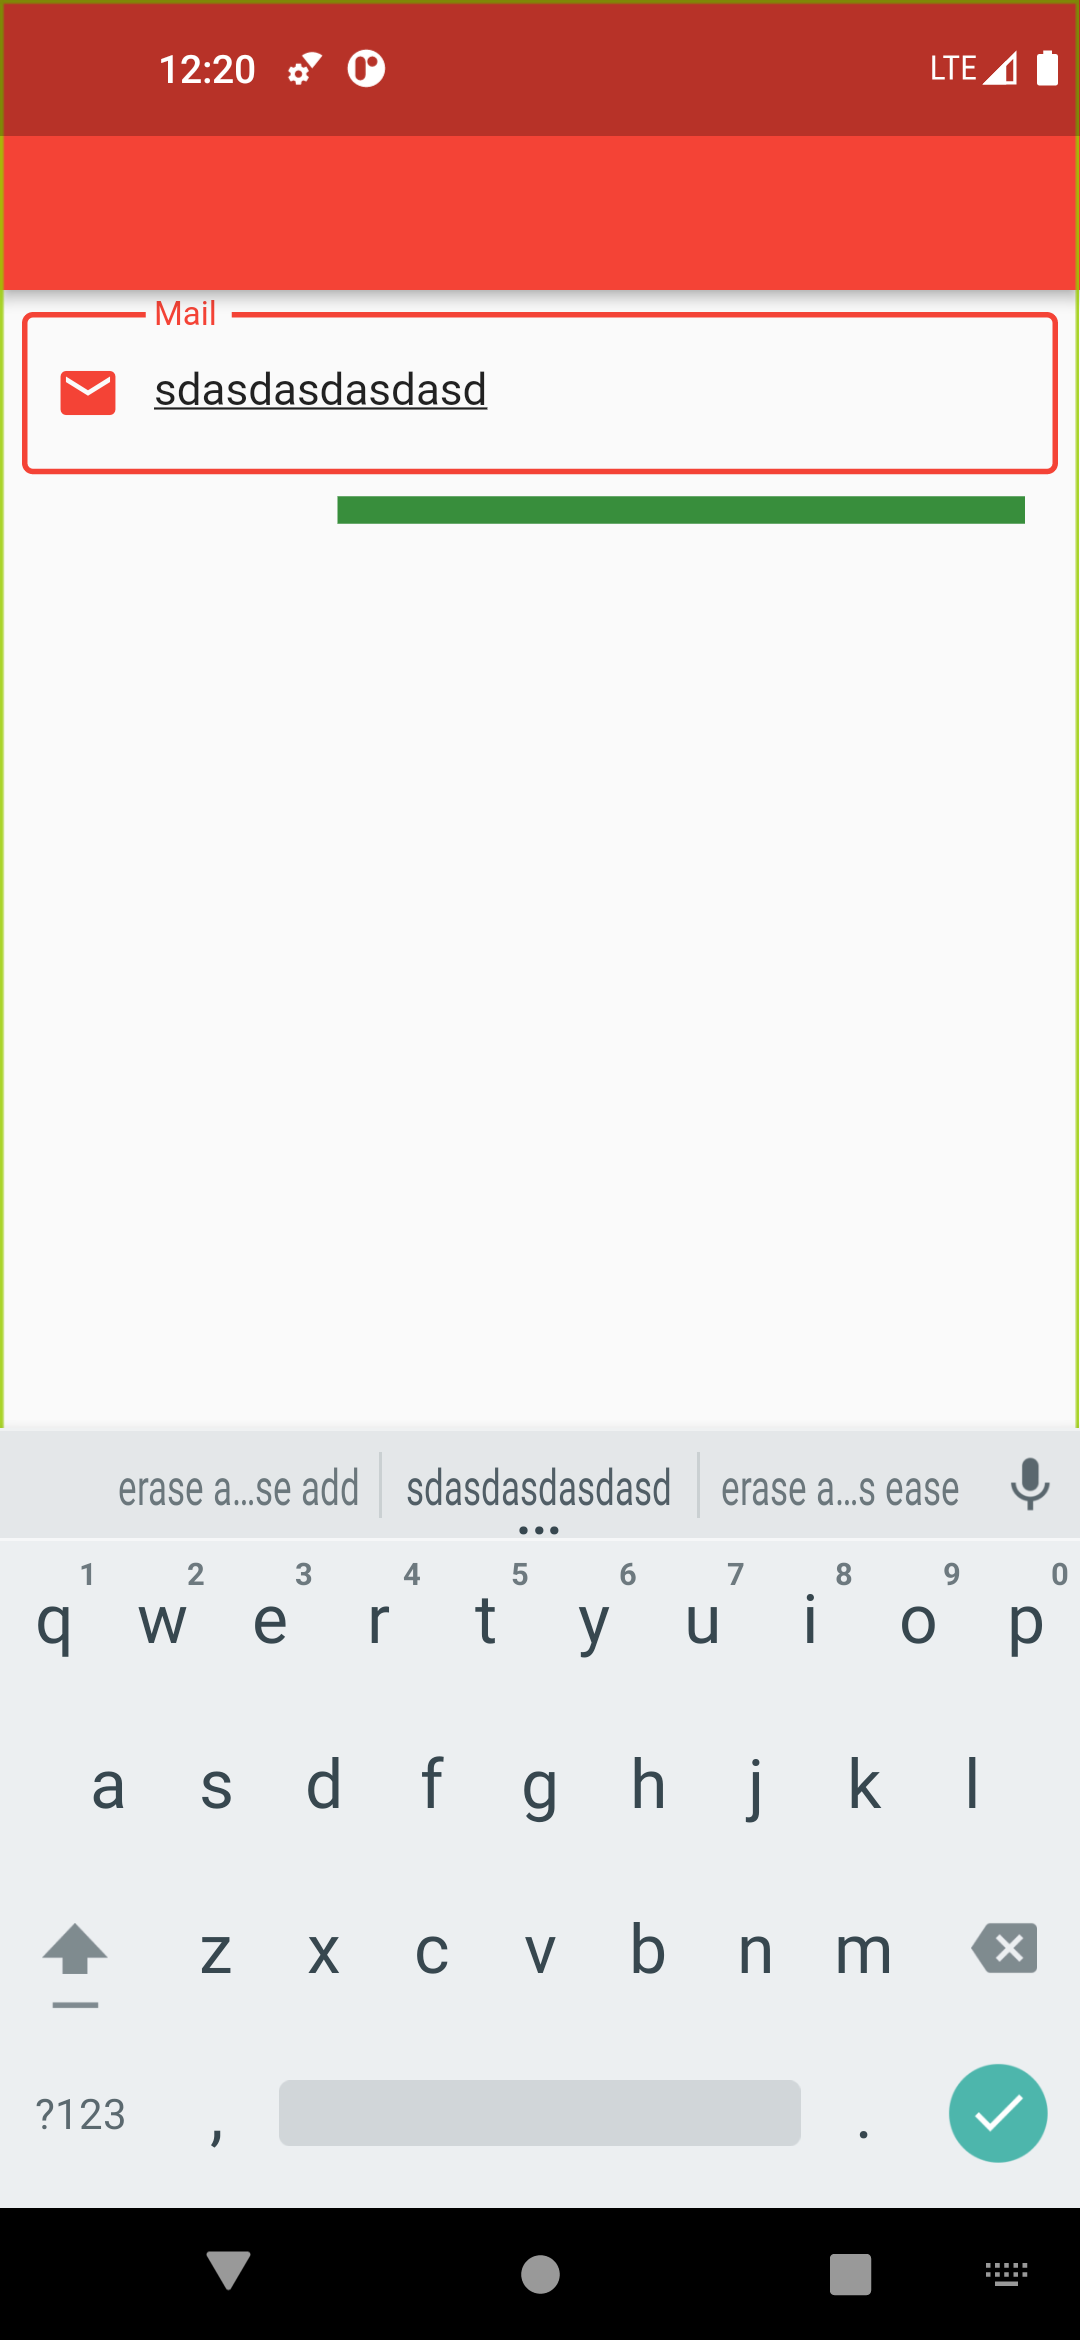 12:20 LTE
Mail
sdasdasdasdasd
erase a...se add sdasdasdasdasd erase a...s ease
1 2 3 4 5 6 7 8 9 0
q w e r t y u i o p
a s d f g h j k l
z x c v b n m
?123 , .